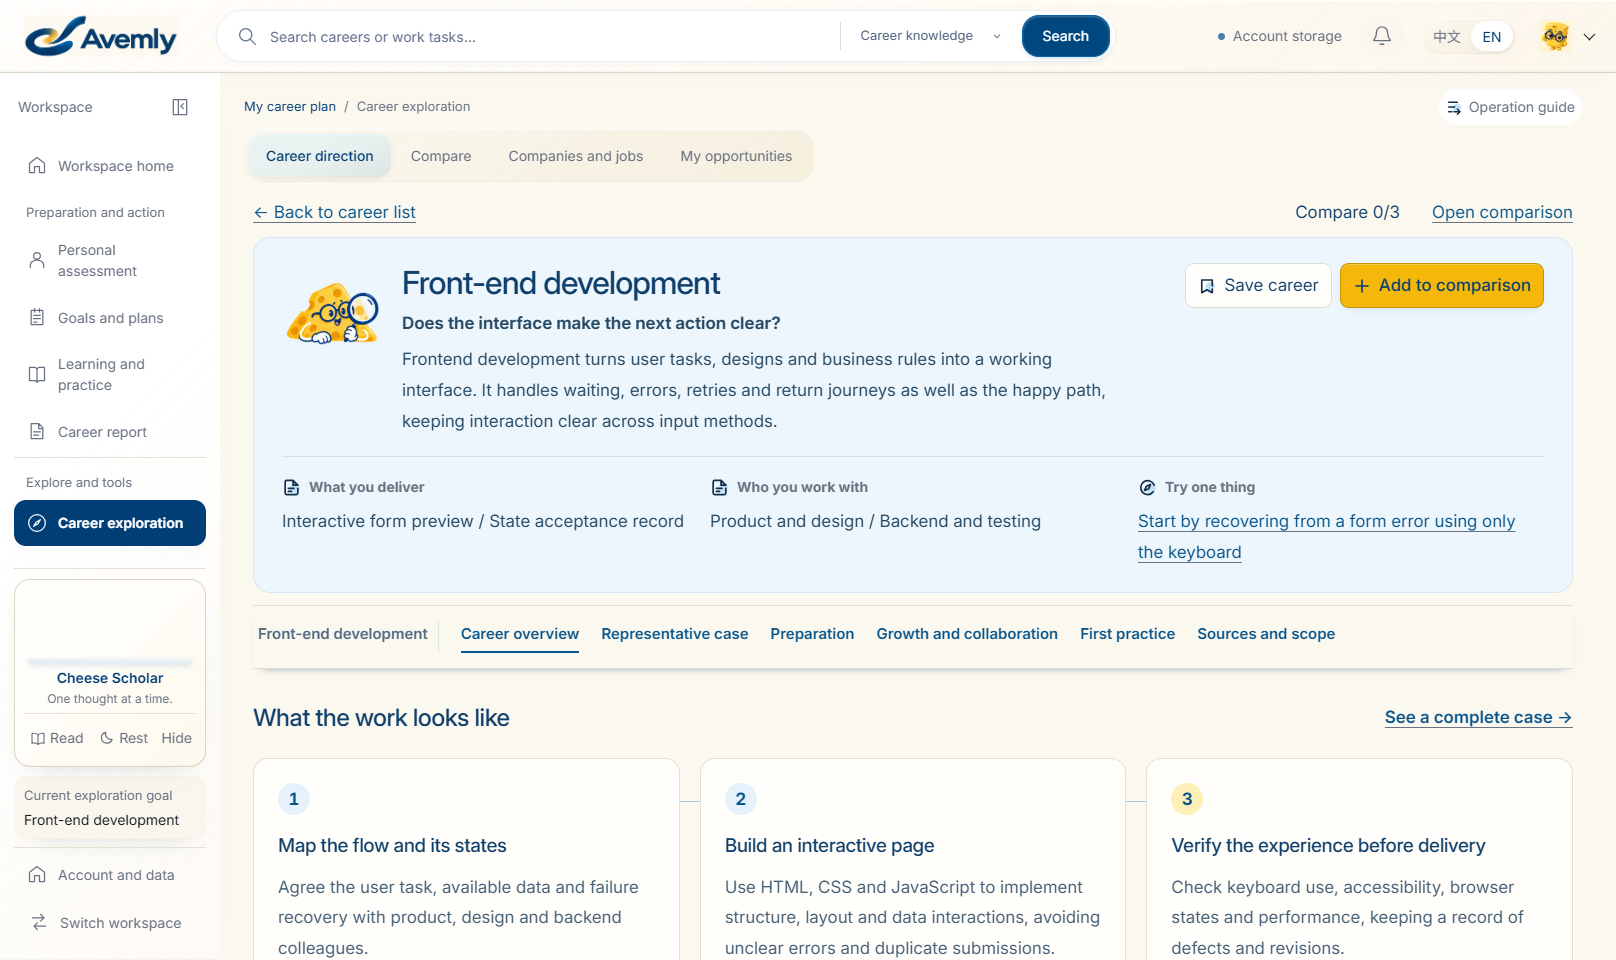 Avemly
Search careers or work tasks...
Career knowledge
Search
Account storage
中文
EN
Workspace
Workspace home
Preparation and action
Personal
assessment
Goals and plans
Learning and
practice
Career report
Explore and tools
Career exploration
Cheese Scholar
One thought at a time.
Read
Rest
Hide
Current exploration goal
Front-end development
Account and data
Switch workspace
My career plan / Career exploration
Operation guide
Career direction
Compare
Companies and jobs
My opportunities
← Back to career list
Compare 0/3
Open comparison
Front-end development
Save career
+ Add to comparison
Does the interface make the next action clear?
Frontend development turns user tasks, designs and business rules into a working
interface. It handles waiting, errors, retries and return journeys as well as the happy path,
keeping interaction clear across input methods.
What you deliver
Interactive form preview / State acceptance record
Who you work with
Product and design / Backend and testing
Try one thing
Start by recovering from a form error using only
the keyboard
Front-end development
Career overview
Representative case
Preparation
Growth and collaboration
First practice
Sources and scope
What the work looks like
See a complete case →
1
Map the flow and its states
Agree the user task, available data and failure
recovery with product, design and backend
colleagues.
2
Build an interactive page
Use HTML, CSS and JavaScript to implement
structure, layout and data interactions, avoiding
unclear errors and duplicate submissions.
3
Verify the experience before delivery
Check keyboard use, accessibility, browser
states and performance, keeping a record of
defects and revisions.